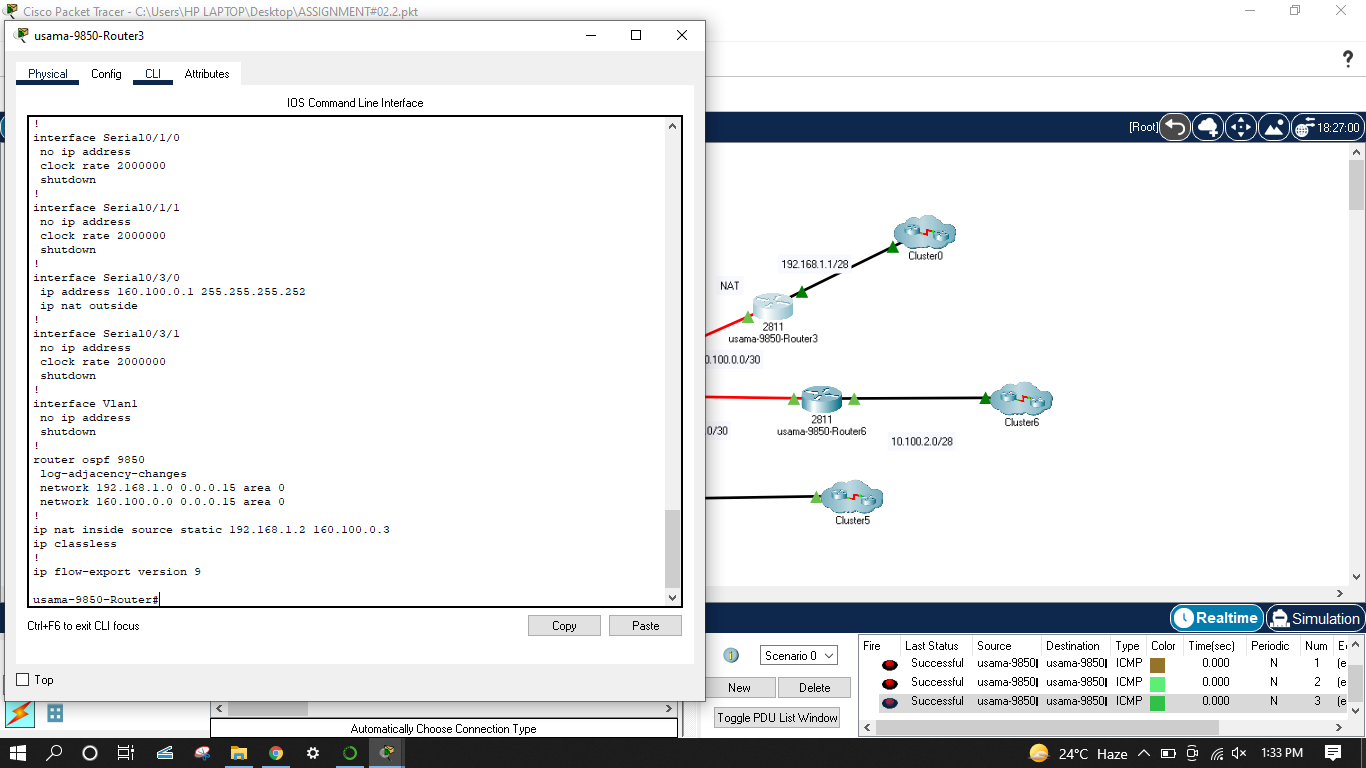 Cisco Packet Tracer - C:\Users\HP LAPTOP\Desktop\ASSIGNMENT#02.2.pkt
usama-9850-Router3
Physical Config CLI Attributes
IOS Command Line Interface
!
interface Serial0/1/0
no ip address
clock rate 2000000
shutdown
!
interface Serial0/1/1
no ip address
clock rate 2000000
shutdown
!
interface Serial0/3/0
ip address 160.100.0.1 255.255.255.252
ip nat outside
!
interface Serial0/3/1
no ip address
clock rate 2000000
shutdown
!
interface Vlan1
no ip address
shutdown
!
router ospf 9850
log-adjacency-changes
network 192.168.1.0 0.0.0.15 area 0
network 160.100.0.0 0.0.0.15 area 0
!
ip nat inside source static 192.168.1.2 160.100.0.3
ip classless
!
ip flow-export version 9
usama-9850-Router#
Ctrl+F6 to exit CLI focus
Copy Paste
Top
?
[Root]
18:27:00
Cluster0
192.168.1.1/28
NAT
2811
usama-9850-Router3
0.100.0.0/30
2811
usama-9850-Router6
Cluster6
0/30
10.100.2.0/28
Cluster5
Realtime Simulation
Scenario 0
New Delete
Toggle PDU List Window
Fire Last Status Source Destination Type Color Time(sec) Periodic Num
Successful usama-9850 usama-9850 ICMP 0.000 N 1 (e
Successful usama-9850 usama-9850 ICMP 0.000 N 2 (e
Successful usama-9850 usama-9850 ICMP 0.000 N 3 (e
Automatically Choose Connection Type
24°C Haze 1:33 PM